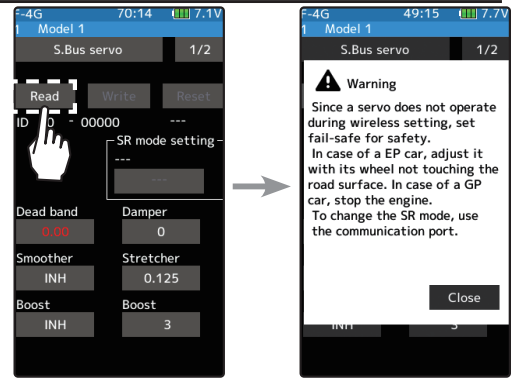 F-4G 70:14 7.1V
1 Model 1
S.Bus servo 1/2
Read Write Reset
ID 0 - 00000 ---
SR mode setting
---
---
Dead band Damper
0.00 0
Smoother Stretcher
INH 0.125
Boost Boost
INH 3
F-4G 49:15 7.7V
1 Model 1
S.Bus servo 1/2
Warning
Since a servo does not operate
during wireless setting, set
fail-safe for safety.
In case of a EP car, adjust it
with its wheel not touching the
road surface. In case of a GP
car, stop the engine.
To change the SR mode, use
the communication port.
Close
INH 3